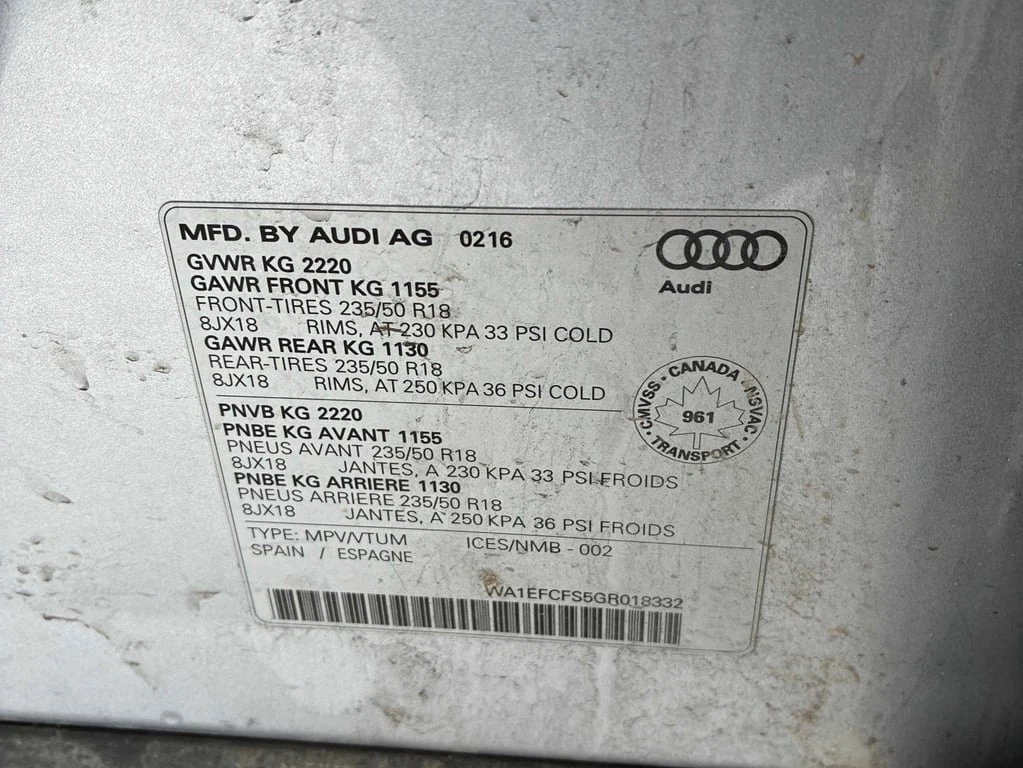 MFD. BY AUDI AG 0216
Audi
GVWR KG 2220
GAWR FRONT KG 1155
FRONT-TIRES 235/50 R18
8JX18 RIMS, AT 230 KPA 33 PSI COLD
GAWR REAR KG 1130
REAR-TIRES 235/50 R18
8JX18 RIMS, AT 250 KPA 36 PSI COLD
CMVSS · CANADA · NSVAC · TRANSPORT ·
961
PNVB KG 2220
PNBE KG AVANT 1155
PNEUS AVANT 235/50 R18
8JX18 JANTES, A 230 KPA 33 PSI FROIDS
PNBE KG ARRIERE 1130
PNEUS ARRIERE 235/50 R18
8JX18 JANTES, A 250 KPA 36 PSI FROIDS
TYPE: MPV/VTUM ICES/NMB - 002
SPAIN / ESPAGNE
WA1EFCFS5GR018332